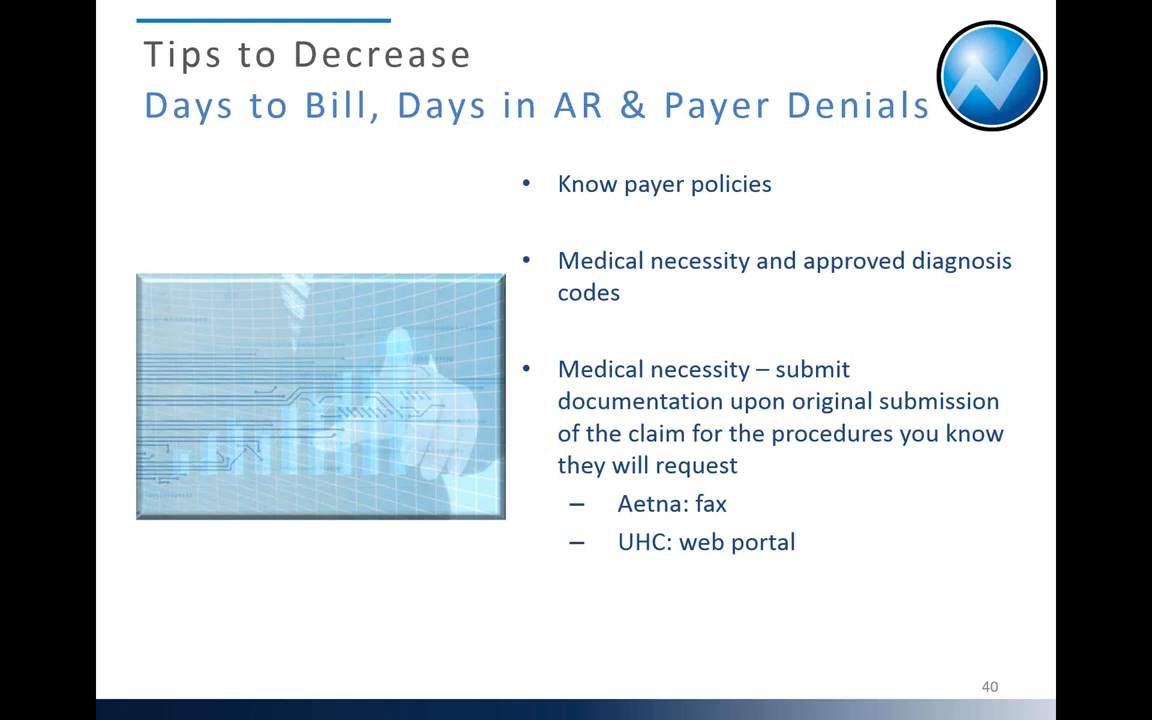 Tips to Decrease
Days to Bill, Days in AR & Payer Denials
• Know payer policies
• Medical necessity and approved diagnosis
codes
• Medical necessity – submit
documentation upon original submission
of the claim for the procedures you know
they will request
– Aetna: fax
– UHC: web portal
40